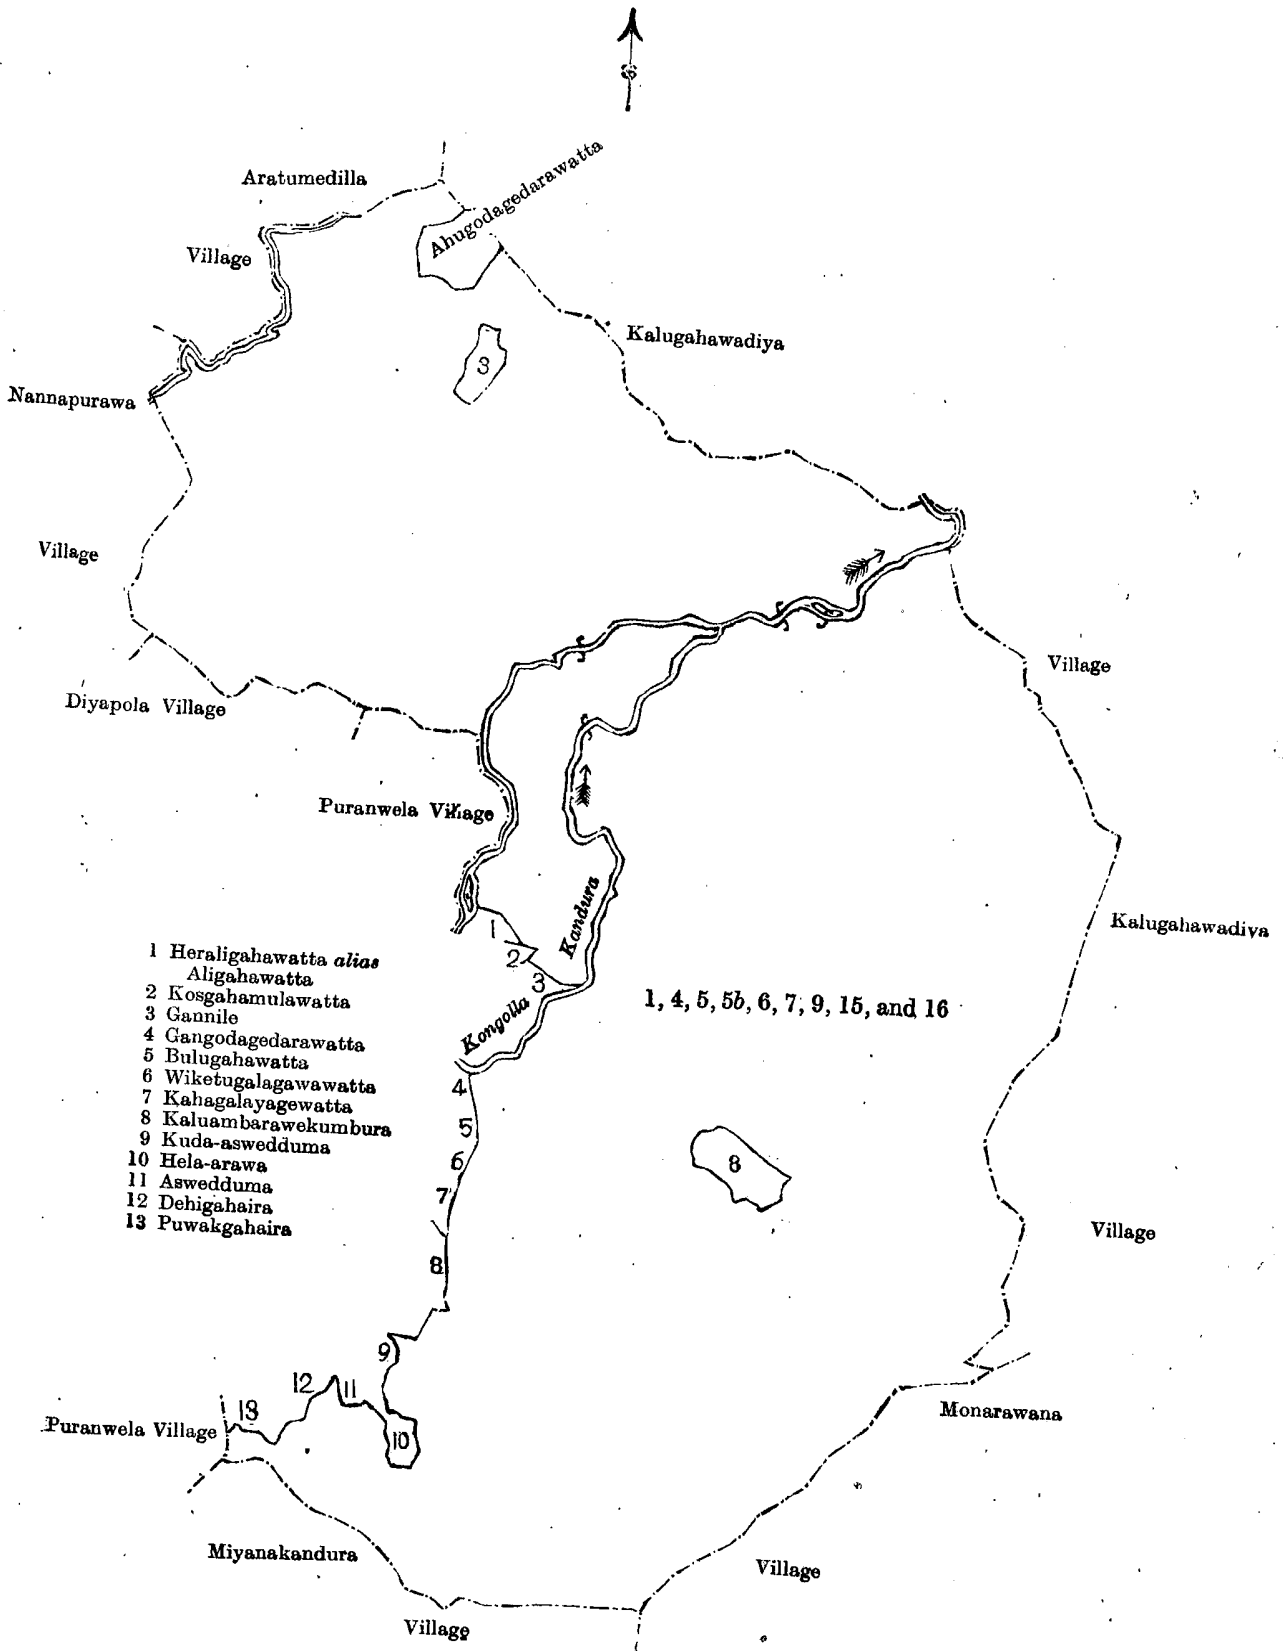 Aratumedilla
Ahugodagedarawatta
Village
Kalugahawadiya
3
Nannapurawa
Village
Village
Diyapola Village
Puranwela Village
Kandura
1
2
3
Kongolla
1, 4, 5, 5b, 6, 7, 9, 15, and 16
Kalugahawadiya
1 Heraligahawatta alias
Aligahawatta
2 Kosgahamulawatta
3 Gannile
4 Gangodagedarawatta
5 Bulugahawatta
6 Wiketugalagawawatta
7 Kahagalayagewatta
8 Kaluambarawekumbura
9 Kuda-aswedduma
10 Hela-arawa
11 Aswedduma
12 Dehigahaira
13 Puwakgahaira
4
5
6
7
8
8
Village
9
12
11
13
10
Puranwela Village
Monarawana
Miyanakandura
Village
Village